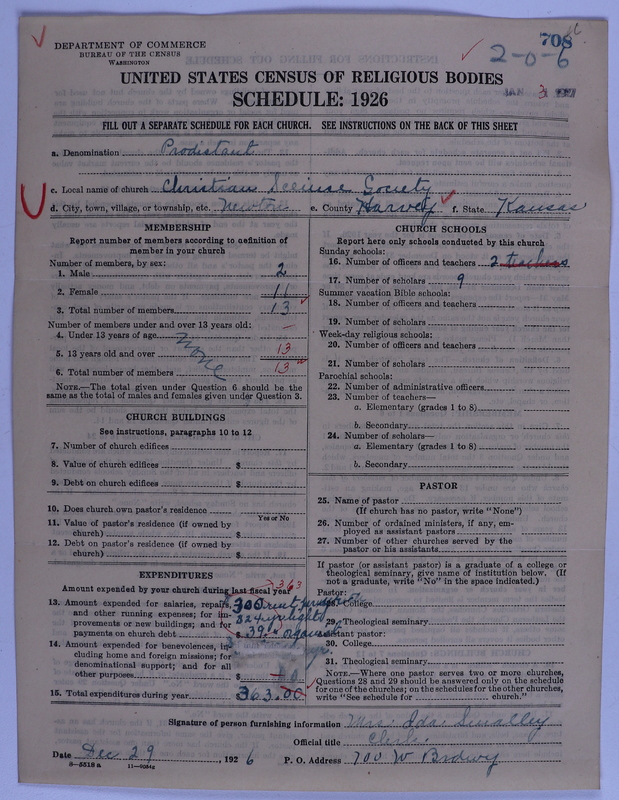 DEPARTMENT OF COMMERCE
BUREAU OF THE CENSUS
WASHINGTON
708
2-0-6
UNITED STATES CENSUS OF RELIGIOUS BODIES
SCHEDULE: 1926
JAN 3
FILL OUT A SEPARATE SCHEDULE FOR EACH CHURCH. SEE INSTRUCTIONS ON THE BACK OF THIS SHEET
a. Denomination Prodistant
c. Local name of church Christian Sciense Society
d. City, town, village, or township, etc. Newton e. County Harvey f. State Kansas
MEMBERSHIP
Report number of members according to definition of
member in your church
Number of members, by sex:
1. Male 2
2. Female 11
3. Total number of members 13
Number of members under and over 13 years old:
4. Under 13 years of age none –
5. 13 years old and over 13
6. Total number of members 13
NOTE.—The total given under Question 6 should be the
same as the total of males and females given under Question 3.
CHURCH BUILDINGS
See instructions, paragraphs 10 to 12
7. Number of church edifices
8. Value of church edifices $
9. Debt on church edifices $
10. Does church own pastor's residence?
Yes or No
11. Value of pastor's residence (if owned by
church) $
12. Debt on pastor's residence (if owned by
church) $
EXPENDITURES
Amount expended by your church during last fiscal year
363
13. Amount expended for salaries, repairs, 300 rent
and other running expenses; for im- 24 lights
provements or new buildings; and for
payments on church debt $ 39
14. Amount expended for benevolences, in-
cluding home and foreign missions; for
denominational support; and for all
other purposes
15. Total expenditures during year 363.00
CHURCH SCHOOLS
Report here only schools conducted by this church
Sunday schools:
16. Number of officers and teachers 2 teachers
17. Number of scholars 9
Summer vacation Bible schools:
18. Number of officers and teachers
19. Number of scholars
Week-day religious schools:
20. Number of officers and teachers
21. Number of scholars
Parochial schools:
22. Number of administrative officers
23. Number of teachers—
a. Elementary (grades 1 to 8)
b. Secondary
24. Number of scholars—
a. Elementary (grades 1 to 8)
b. Secondary
PASTOR
25. Name of pastor
(If church has no pastor, write "None")
26. Number of ordained ministers, if any, em-
ployed as assistant pastors
27. Number of other churches served by the
pastor or his assistants
If pastor (or assistant pastor) is a graduate of a college or
theological seminary, give name of institution below. (If
not a graduate, write "No" in the space indicated.)
Pastor:
28. College
29. Theological seminary
Assistant pastor:
30. College
31. Theological seminary
NOTE.—Where one pastor serves two or more churches,
Questions 28 and 29 should be answered only on the schedule
for one of the churches; on the schedules for the other churches,
write "See schedule for church."
Signature of person furnishing information Mrs. Ida Smalley
Official title Clerk.
Date Dec 29, 1926 P. O. Address 700 W Brdwy
8—5518 a